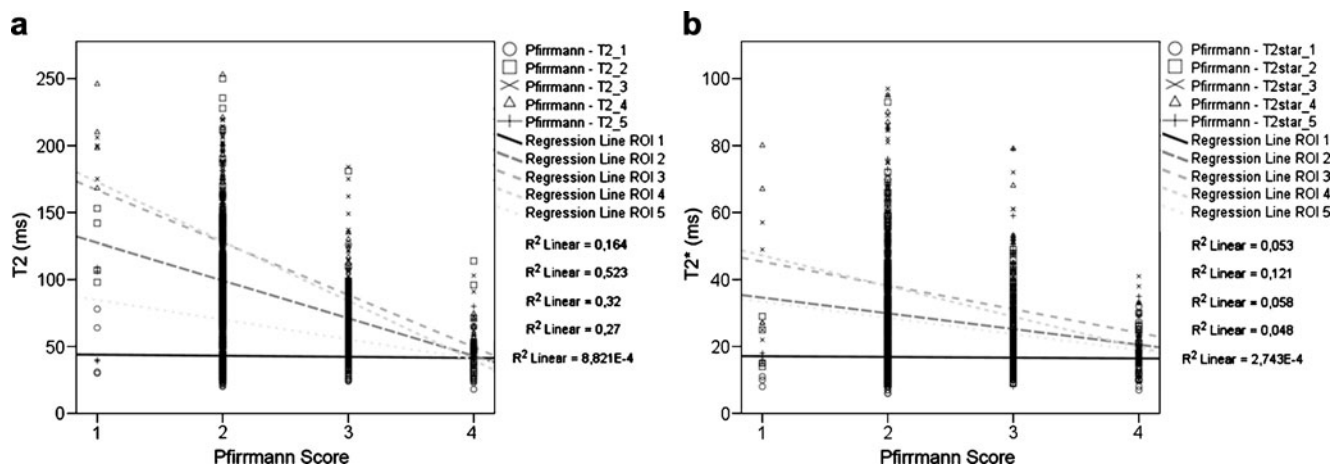 a
Pfirrmann - T2_1
Pfirrmann - T2_2
Pfirrmann - T2_3
Pfirrmann - T2_4
Pfirrmann - T2_5
Regression Line ROI 1
Regression Line ROI 2
Regression Line ROI 3
Regression Line ROI 4
Regression Line ROI 5
R2 Linear = 0,164
R2 Linear = 0,523
R2 Linear = 0,32
R2 Linear = 0,27
R2 Linear = 8,821E-4
250
200
150
100
50
0
T2 (ms)
1 2 3 4
Pfirrmann Score
b
Pfirrmann - T2star_1
Pfirrmann - T2star_2
Pfirrmann - T2star_3
Pfirrmann - T2star_4
Pfirrmann - T2star_5
Regression Line ROI 1
Regression Line ROI 2
Regression Line ROI 3
Regression Line ROI 4
Regression Line ROI 5
R2 Linear = 0,053
R2 Linear = 0,121
R2 Linear = 0,058
R2 Linear = 0,048
R2 Linear = 2,743E-4
100
80
60
40
20
0
T2* (ms)
1 2 3 4
Pfirrmann Score